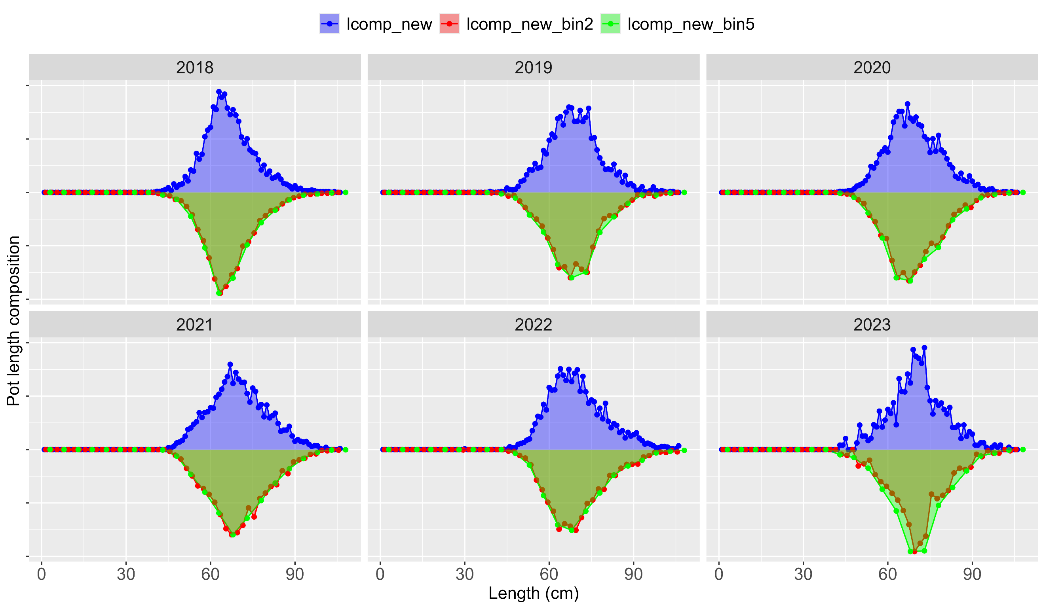 lcomp_new lcomp_new_bin2 lcomp_new_bin5
2018 2019 2020
2021 2022 2023
Pot length composition
0 30 60 90 0 30 60 90 0 30 60 90
Length (cm)